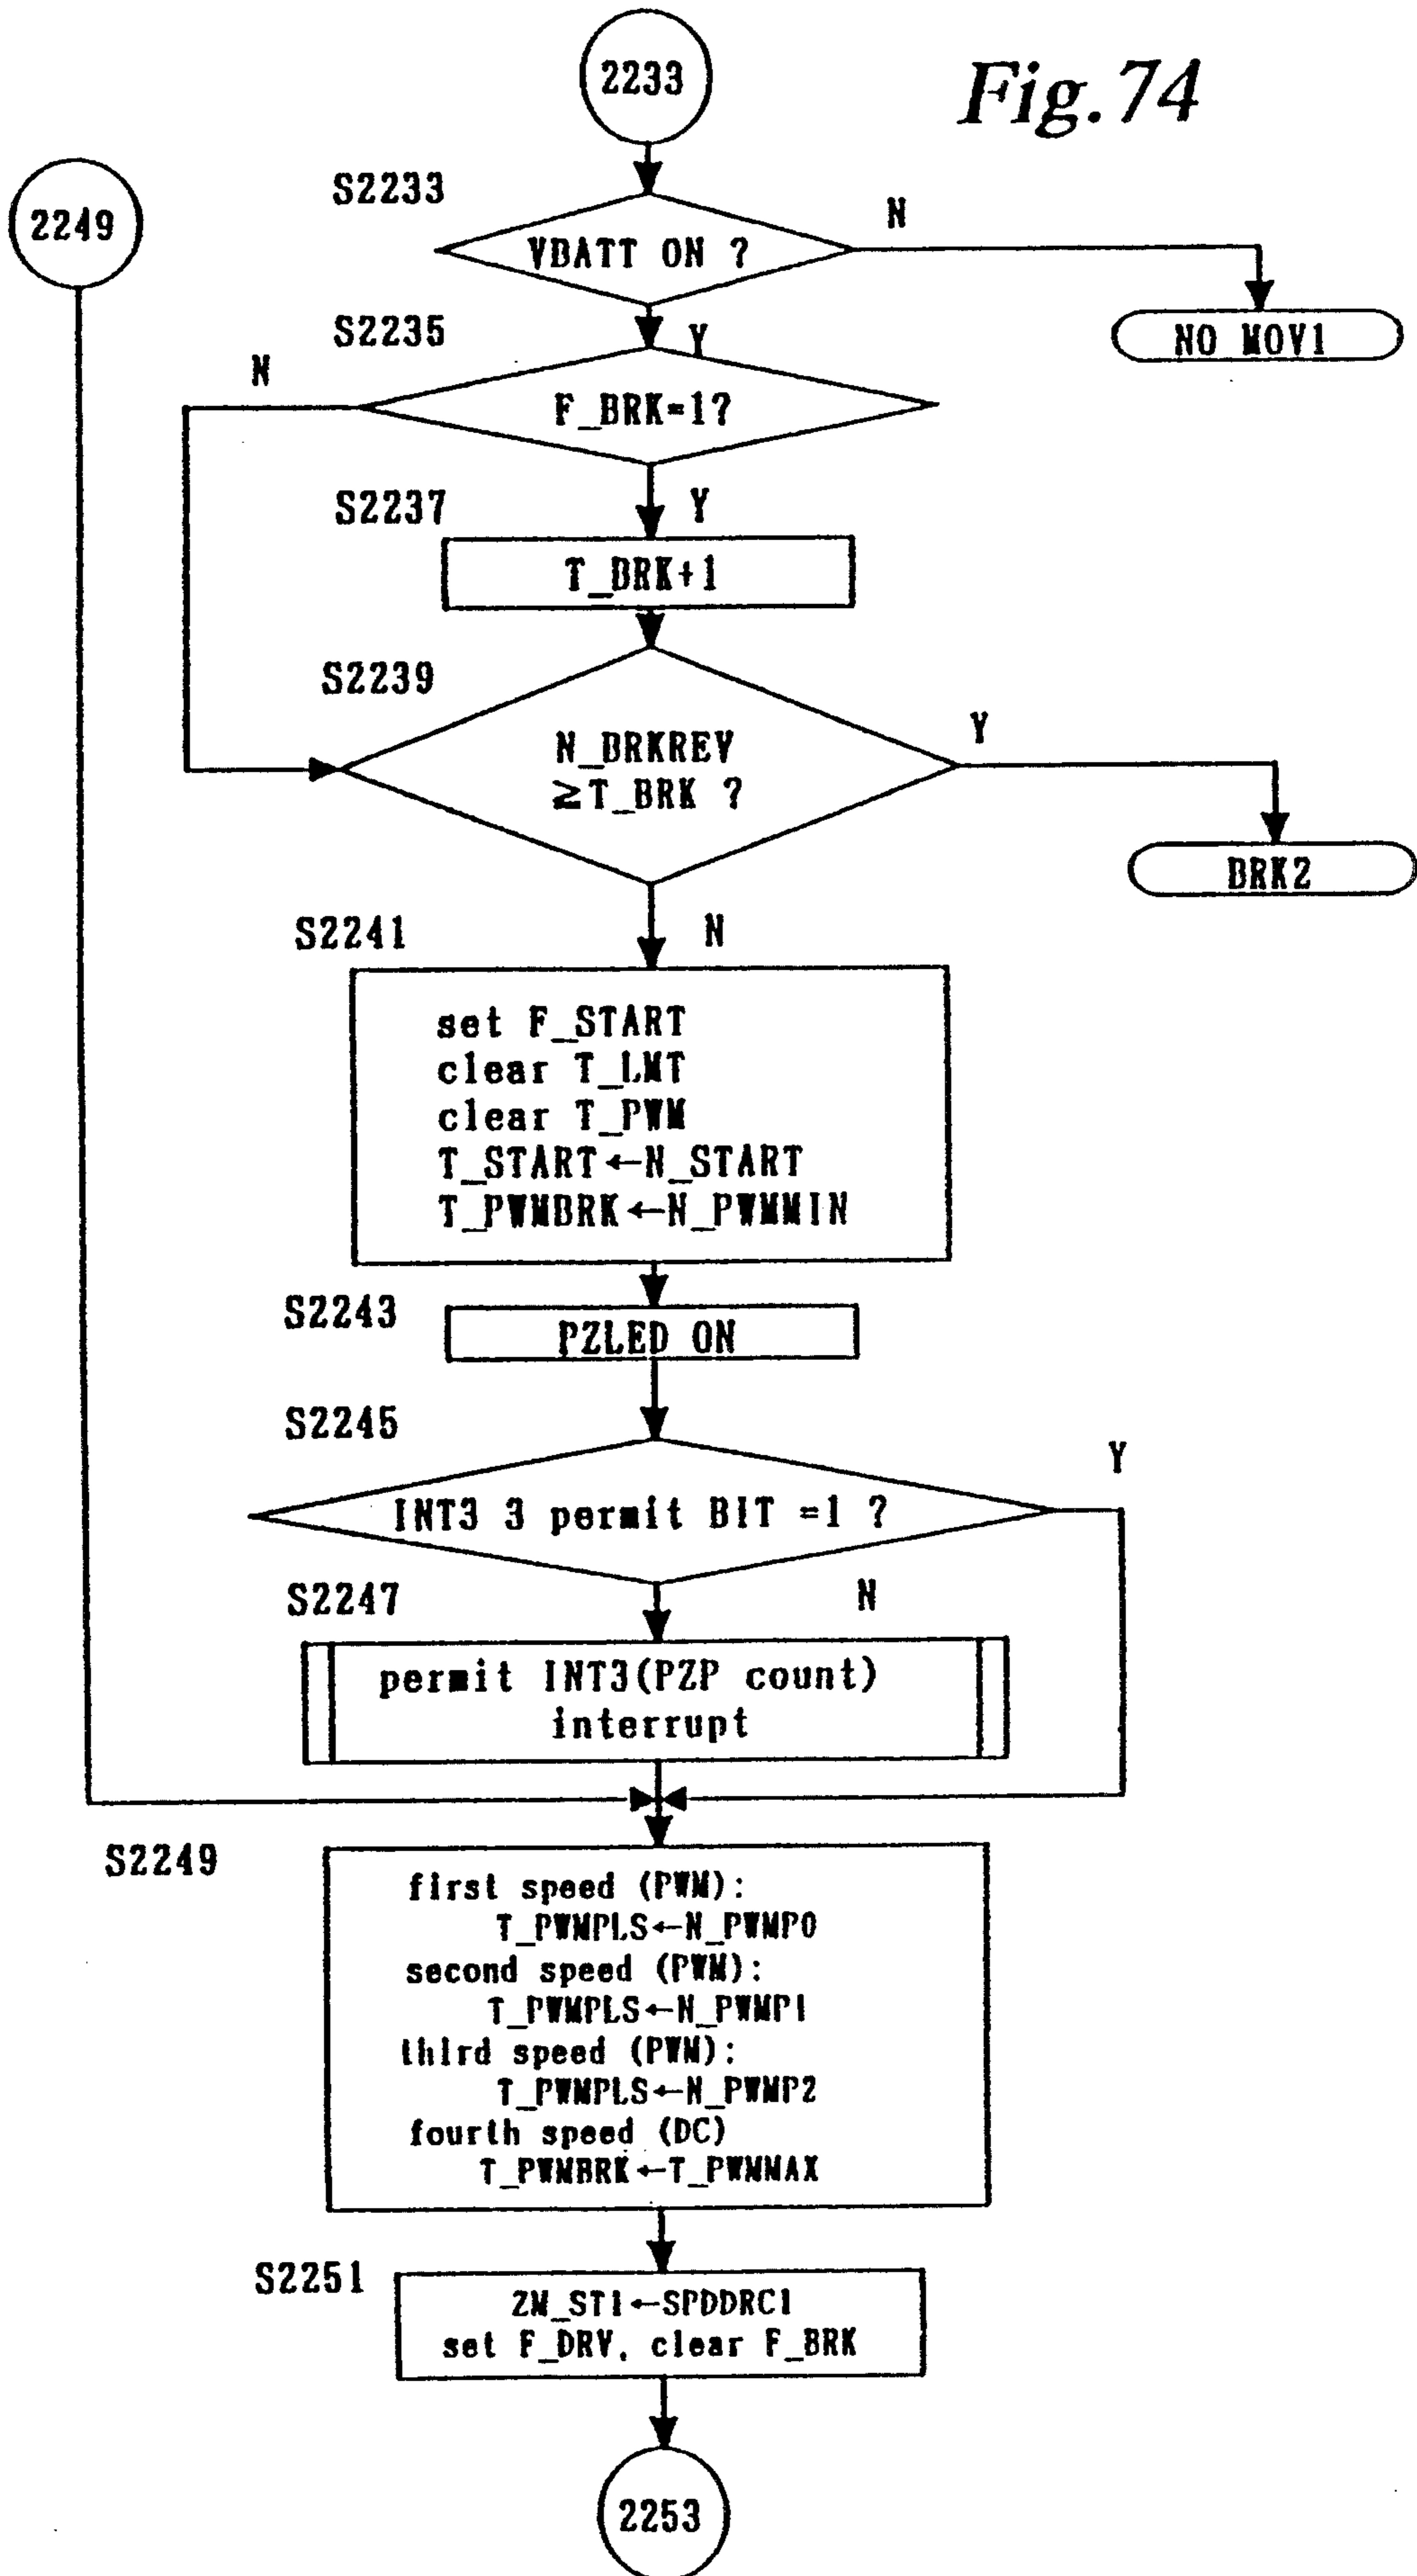 Fig. 74
2233
2249
S2233
VBATT ON ?
N
NO MOV1
Y
S2235
N
F_BRK=1?
Y
S2237
T_BRK+1
S2239
N_BRKREV
≧T_BRK ?
Y
BRK2
N
S2241
set F_START
clear T_LMT
clear T_PWM
T_START←N_START
T_PWMBRK←N_PWMMIN
S2243
PZLED ON
S2245
INT3 3 permit BIT =1 ?
Y
N
S2247
permit INT3(PZP count)
interrupt
S2249
first speed (PWM):
T_PWMPLS←N_PWMP0
second speed (PWM):
T_PWMPLS←N_PWMP1
third speed (PWM):
T_PWMPLS←N_PWMP2
fourth speed (DC)
T_PWMBRK←T_PWMMAX
S2251
ZM_ST1←SPDDRC1
set F_DRV, clear F_BRK
2253